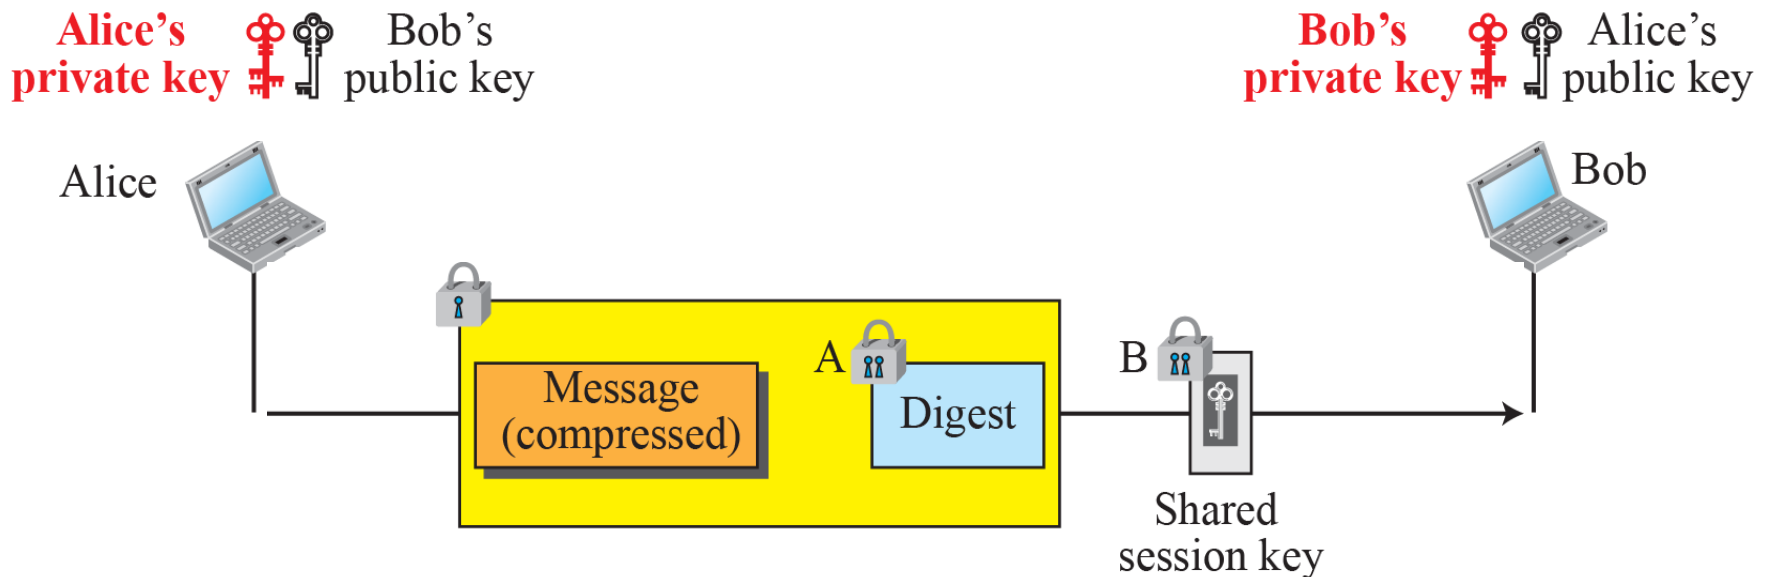 Alice's
private key
Bob's
public key
Bob's
private key
Alice's
public key
Alice
Bob
Message
(compressed)
A
Digest
B
Shared
session key